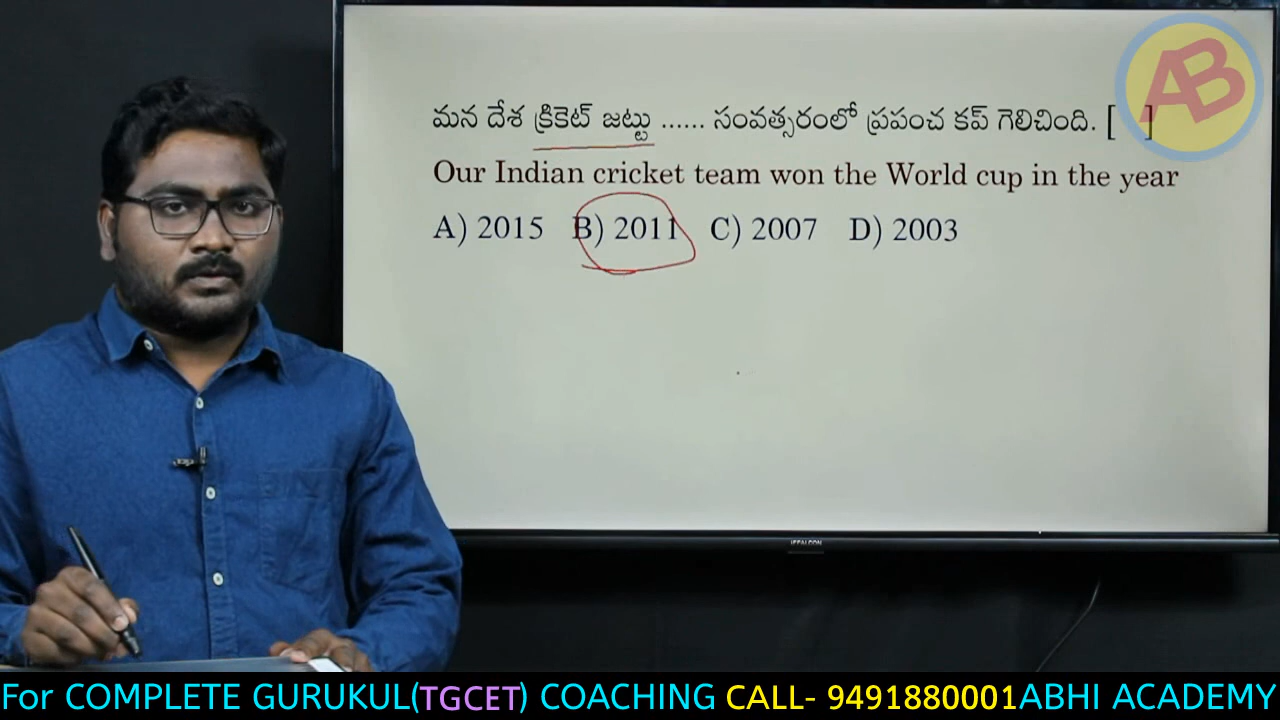 AB
మన దేశ క్రికెట్ జట్టు ...... సంవత్సరంలో ప్రపంచ కప్ గెలిచింది. [ ]
Our Indian cricket team won the World cup in the year
A) 2015 B) 2011 C) 2007 D) 2003
iFFALCON
For COMPLETE GURUKUL(TGCET) COACHING CALL- 9491880001ABHI ACADEMY